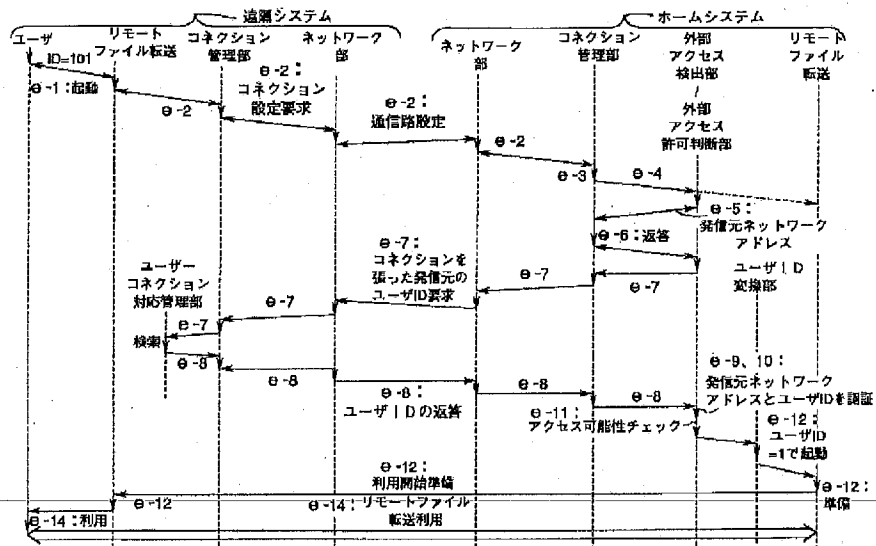 遠隔システム
ホームシステム
ユーザ
リモート
ファイル転送
コネクション
管理部
ネットワーク
部
ネットワーク
部
コネクション
管理部
外部
アクセス
検出部
/
外部
アクセス
許可判断部
リモート
ファイル
転送
ID=101
θ-1:起動
θ-2
θ-2:
コネクション
設定要求
θ-2:
通信路設定
θ-2
θ-3
θ-4
θ-5:
発信元ネットワーク
アドレス
θ-6:返答
θ-7
ユーザID
変換部
θ-7:
コネクションを
張った発信元の
ユーザID要求
θ-7
θ-7
ユーザー
コネクション
対応管理部
θ-7
検索
θ-8
θ-8
θ-8:
ユーザIDの返答
θ-8
θ-8
θ-9、10:
発信元ネットワーク
アドレスとユーザIDを認証
θ-11:
アクセス可能性チェック
θ-12:
ユーザID
=1で起動
θ-12:
利用開始準備
θ-12
θ-12:
準備
θ-14:リモートファイル
転送利用
θ-14:利用